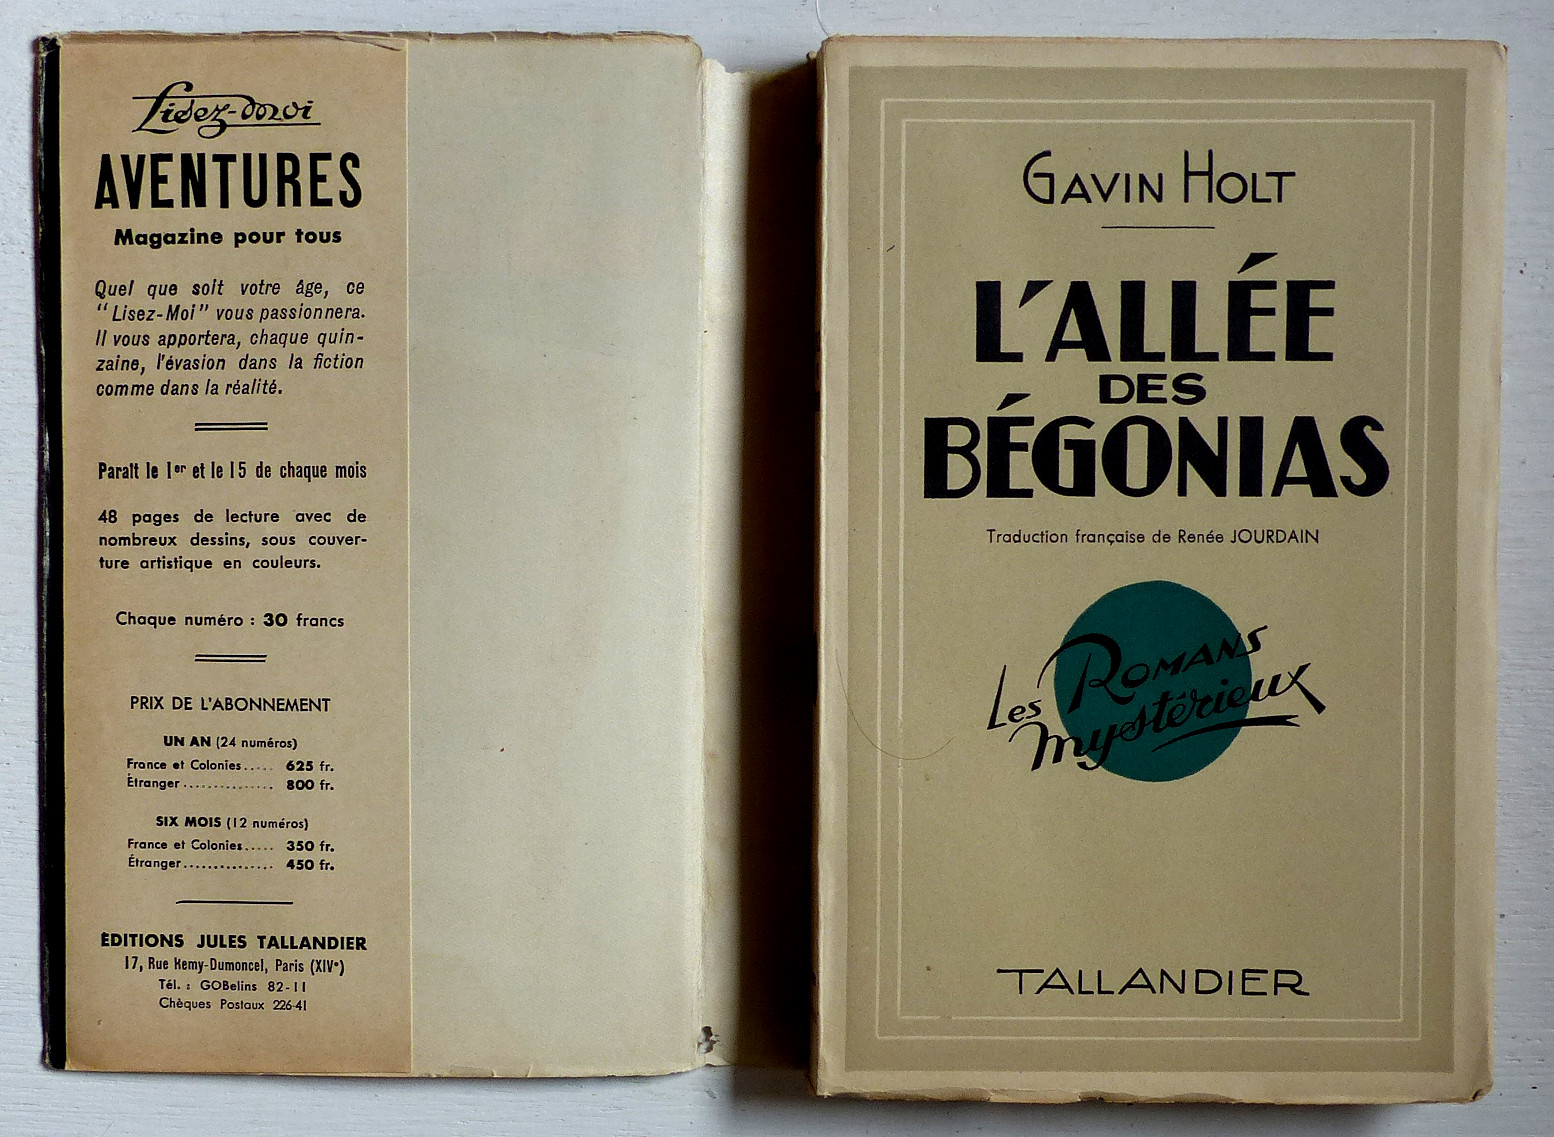 Lisez-moi
AVENTURES
Magazine pour tous
Quel que soit votre âge, ce
"Lisez-Moi" vous passionnera.
Il vous apportera, chaque quin-
zaine, l'évasion dans la fiction
comme dans la réalité.
Paraît le 1er et le 15 de chaque mois
48 pages de lecture avec de
nombreux dessins, sous couver-
ture artistique en couleurs.
Chaque numéro : 30 francs
PRIX DE L'ABONNEMENT
UN AN (24 numéros)
France et Colonies..... 625 fr.
Étranger............... 800 fr.
SIX MOIS (12 numéros)
France et Colonies..... 350 fr.
Étranger............... 450 fr.
ÉDITIONS JULES TALLANDIER
17, Rue Remy-Dumoncel, Paris (XIVe)
Tél. : GOBelins 82-11
Chèques Postaux 226-41
GAVIN HOLT
L'ALLÉE
DES
BÉGONIAS
Traduction française de Renée JOURDAIN
Les ROMANS
mystérieux
TALLANDIER